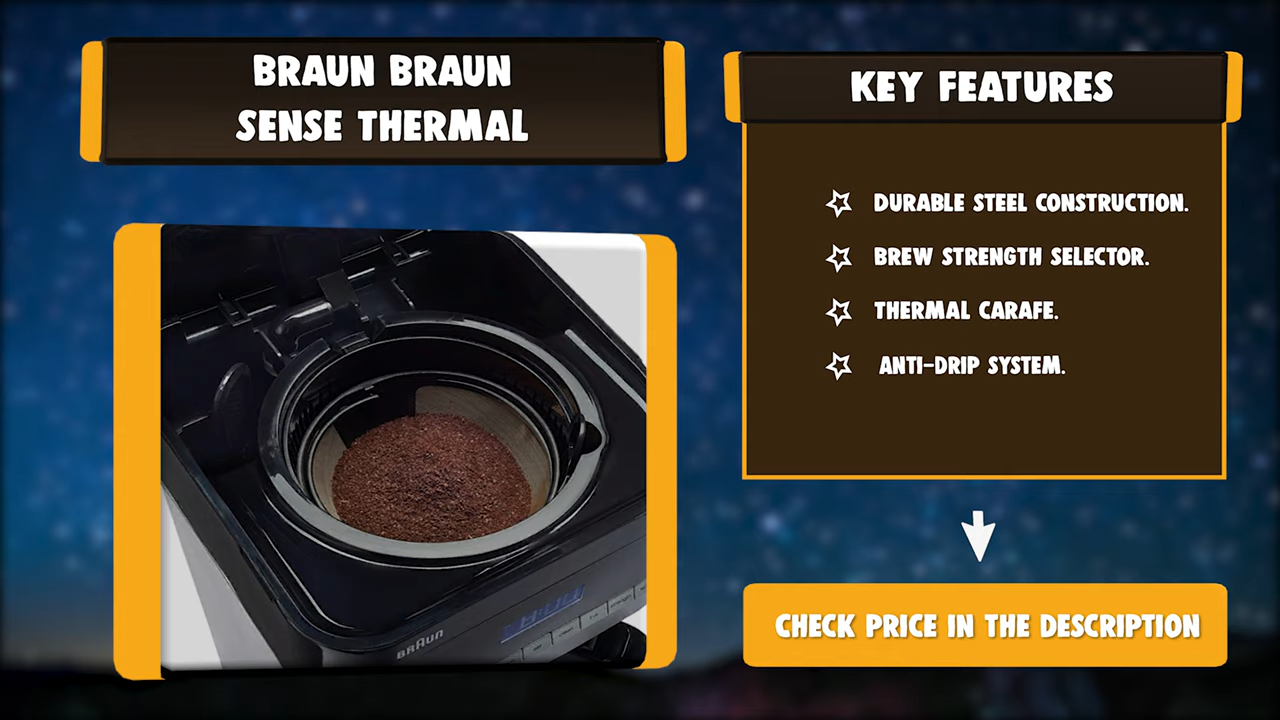 BRAUN BRAUN
SENSE THERMAL
KEY FEATURES
DURABLE STEEL CONSTRUCTION.
BREW STRENGTH SELECTOR.
THERMAL CARAFE.
ANTI-DRIP SYSTEM.
BRAUN
CHECK PRICE IN THE DESCRIPTION